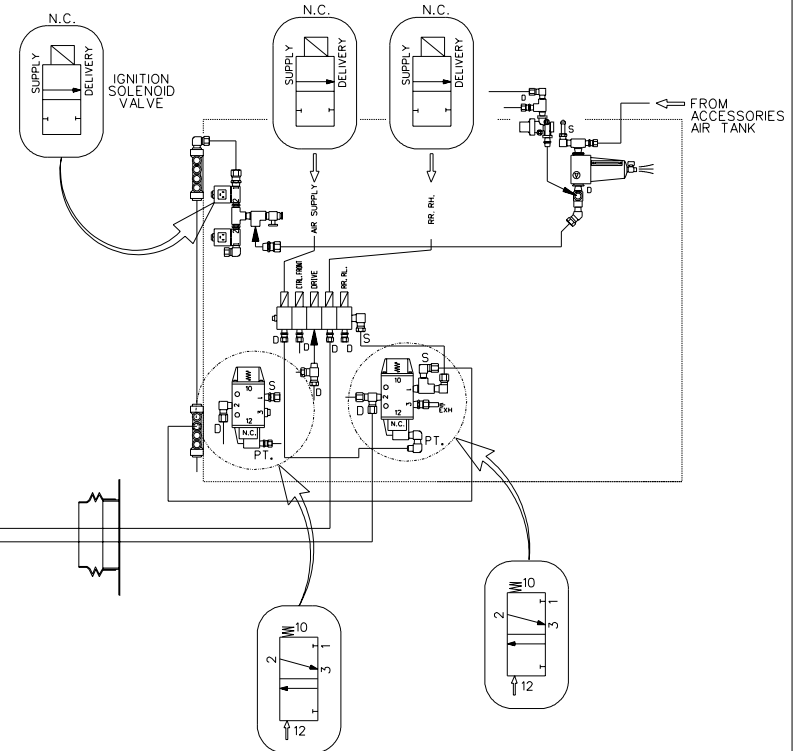 N.C.
SUPPLY
DELIVERY
IGNITION
SOLENOID
VALVE
N.C.
SUPPLY
DELIVERY
N.C.
SUPPLY
DELIVERY
D
D
S
D
FROM
ACCESSORIES
AIR TANK
AIR SUPPLY
RR. RH.
CTRL.FRONT
DRIVE
RR. RL.
S
D
D
D
D
D
10
2
1
3
12
N.C.
S
D
PT.
10
2
1
3
12
N.C.
S
D
EXH
PT.
10
2
1
3
12
10
2
1
3
12